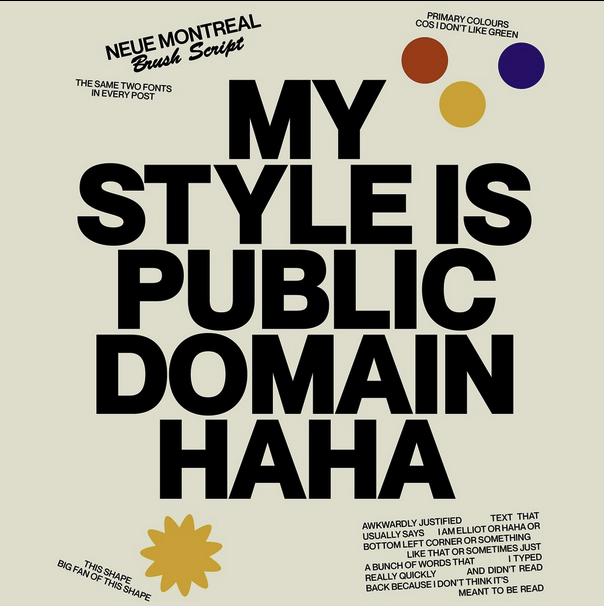 NEUE MONTREAL
Brush Script
THE SAME TWO FONTS
IN EVERY POST
PRIMARY COLOURS
COS I DON'T LIKE GREEN
MY
STYLE IS
PUBLIC
DOMAIN
HAHA
THIS SHAPE
BIG FAN OF THIS SHAPE
AWKWARDLY JUSTIFIED TEXT THAT
USUALLY SAYS I AM ELLIOT OR HAHA OR
BOTTOM LEFT CORNER OR SOMETHING
LIKE THAT OR SOMETIMES JUST
A BUNCH OF WORDS THAT I TYPED
REALLY QUICKLY AND DIDN'T READ
BACK BECAUSE I DON'T THINK IT'S
MEANT TO BE READ